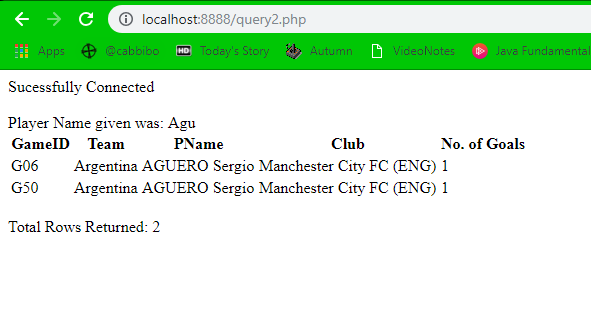 localhost:8888/query2.php
Apps @cabbibo HD Today's Story Autumn VideoNotes Java Fundamental
Sucessfully Connected
Player Name given was: Agu
GameID Team PName Club No. of Goals
G06 Argentina AGUERO Sergio Manchester City FC (ENG) 1
G50 Argentina AGUERO Sergio Manchester City FC (ENG) 1
Total Rows Returned: 2